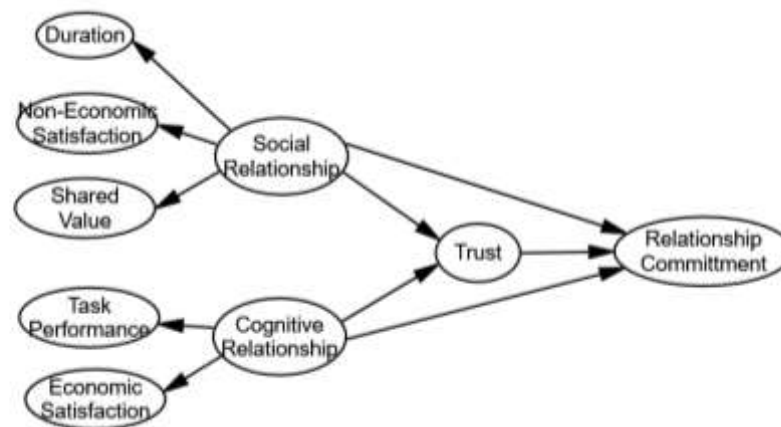 Duration
Non-Economic
Satisfaction
Social
Relationship
Shared
Value
Trust
Relationship
Committment
Task
Performance
Cognitive
Relationship
Economic
Satisfaction